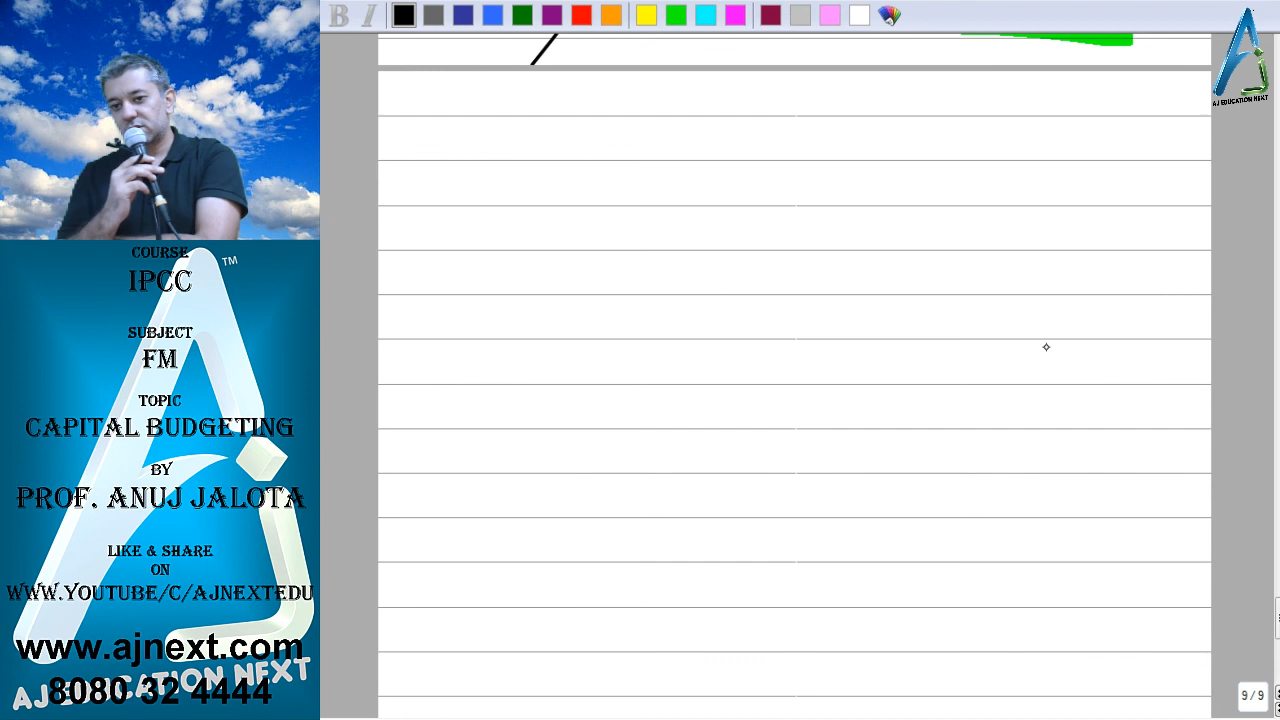 B I
AJ EDUCATION NEXT
COURSE
IPCC
TM
SUBJECT
FM
TOPIC
CAPITAL BUDGETING
BY
PROF. ANUJ JALOTA
LIKE & SHARE
ON
WWW.YOUTUBE/C/AJNEXTEDU
www.ajnext.com
AJ EDUCATION NEXT
8080 32 4444
9/9